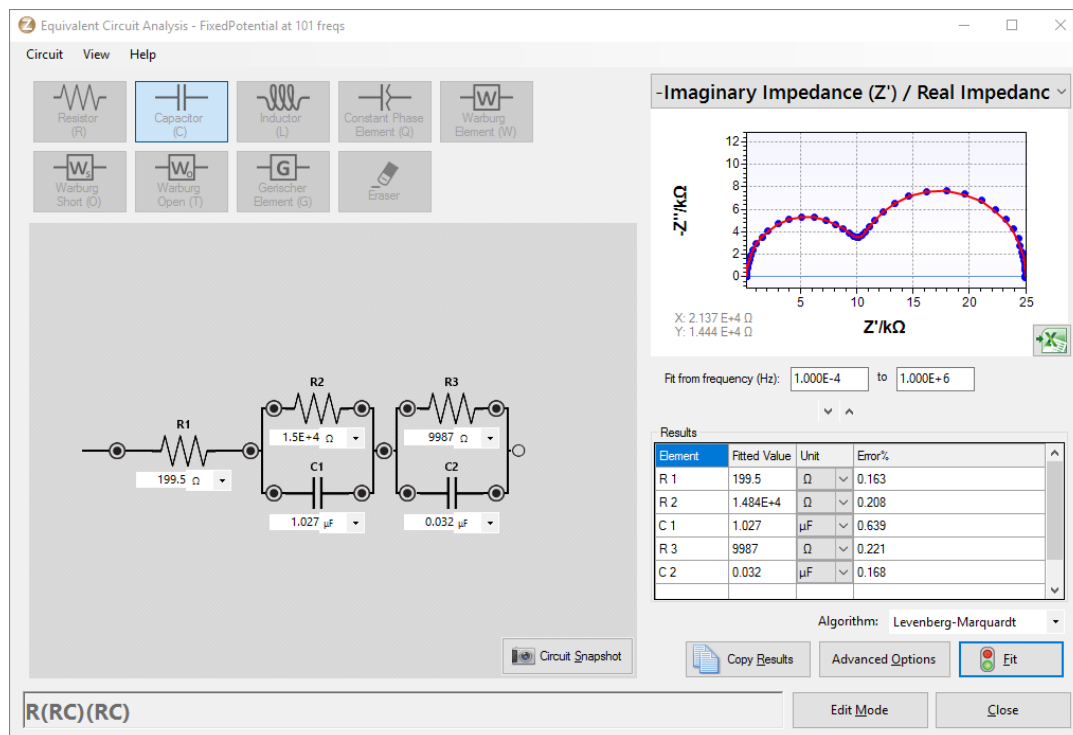 Equivalent Circuit Analysis - FixedPotential at 101 freqs
Circuit View Help
Resistor
(R)
Capacitor
(C)
Inductor
(L)
Constant Phase
Element (Q)
W
Warburg
Element (W)
Ws
Warburg
Short (O)
Wo
Warburg
Open (T)
G
Gerischer
Element (G)
Eraser
R1
199.5 Ω
R2
1.5E+4 Ω
C1
1.027 µF
R3
9987 Ω
C2
0.032 µF
Circuit Snapshot
-Imaginary Impedance (Z') / Real Impedanc
-Z''/kΩ
12
10
8
6
4
2
0
5 10 15 20 25
Z'/kΩ
X: 2.137 E+4 Ω
Y: 1.444 E+4 Ω
Fit from frequency (Hz): 1.000E-4 to 1.000E+6
Results
Element Fitted Value Unit Error%
R 1 199.5 Ω 0.163
R 2 1.484E+4 Ω 0.208
C 1 1.027 µF 0.639
R 3 9987 Ω 0.221
C 2 0.032 µF 0.168
Algorithm: Levenberg-Marquardt
Copy Results Advanced Options Fit
R(RC)(RC) Edit Mode Close